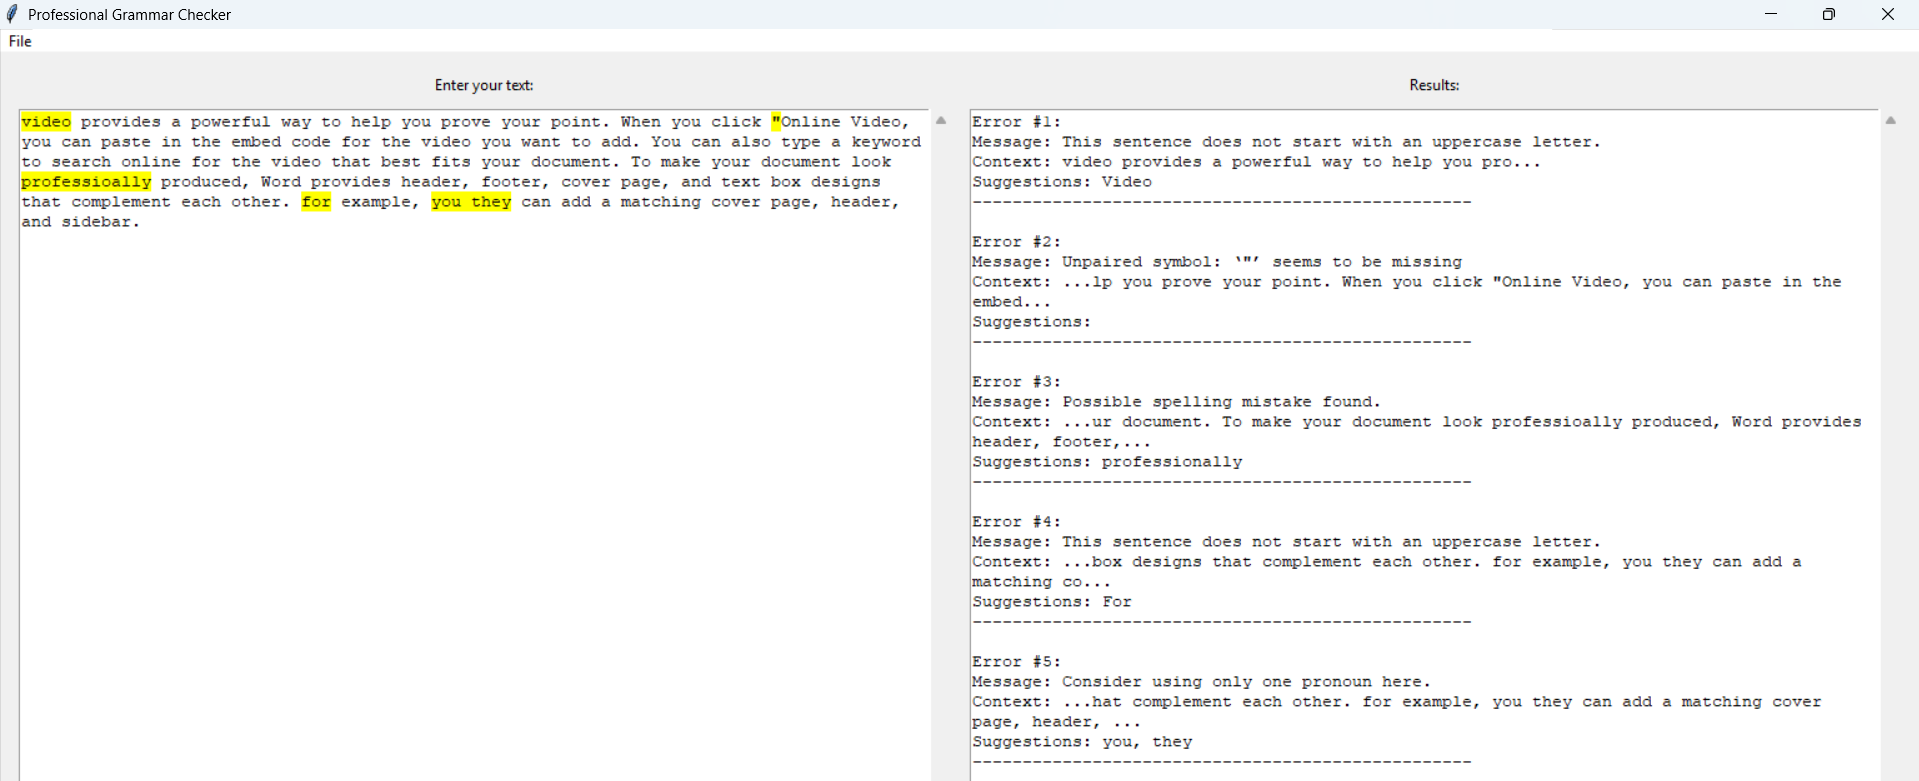 Professional Grammar Checker
File
Enter your text:
video provides a powerful way to help you prove your point. When you click "Online Video,
you can paste in the embed code for the video you want to add. You can also type a keyword
to search online for the video that best fits your document. To make your document look
professioally produced, Word provides header, footer, cover page, and text box designs
that complement each other. for example, you they can add a matching cover page, header,
and sidebar.
Results:
Error #1:
Message: This sentence does not start with an uppercase letter.
Context: video provides a powerful way to help you pro...
Suggestions: Video
--------------------------------------------------
Error #2:
Message: Unpaired symbol: ‘"’ seems to be missing
Context: ...lp you prove your point. When you click "Online Video, you can paste in the
embed...
Suggestions:
--------------------------------------------------
Error #3:
Message: Possible spelling mistake found.
Context: ...ur document. To make your document look professioally produced, Word provides
header, footer,...
Suggestions: professionally
--------------------------------------------------
Error #4:
Message: This sentence does not start with an uppercase letter.
Context: ...box designs that complement each other. for example, you they can add a
matching co...
Suggestions: For
--------------------------------------------------
Error #5:
Message: Consider using only one pronoun here.
Context: ...hat complement each other. for example, you they can add a matching cover
page, header, ...
Suggestions: you, they
--------------------------------------------------